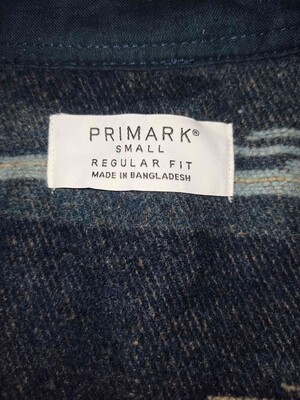 PRIMARK®
SMALL
REGULAR FIT
MADE IN BANGLADESH